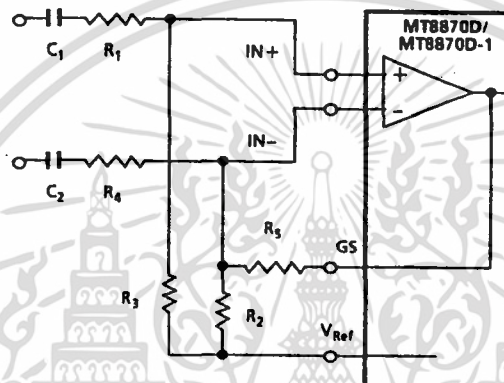 MT8870D/
MT8870D-1
C1 R1 IN+ +
IN- -
C2 R4
R5 GS
R3 R2
VRef